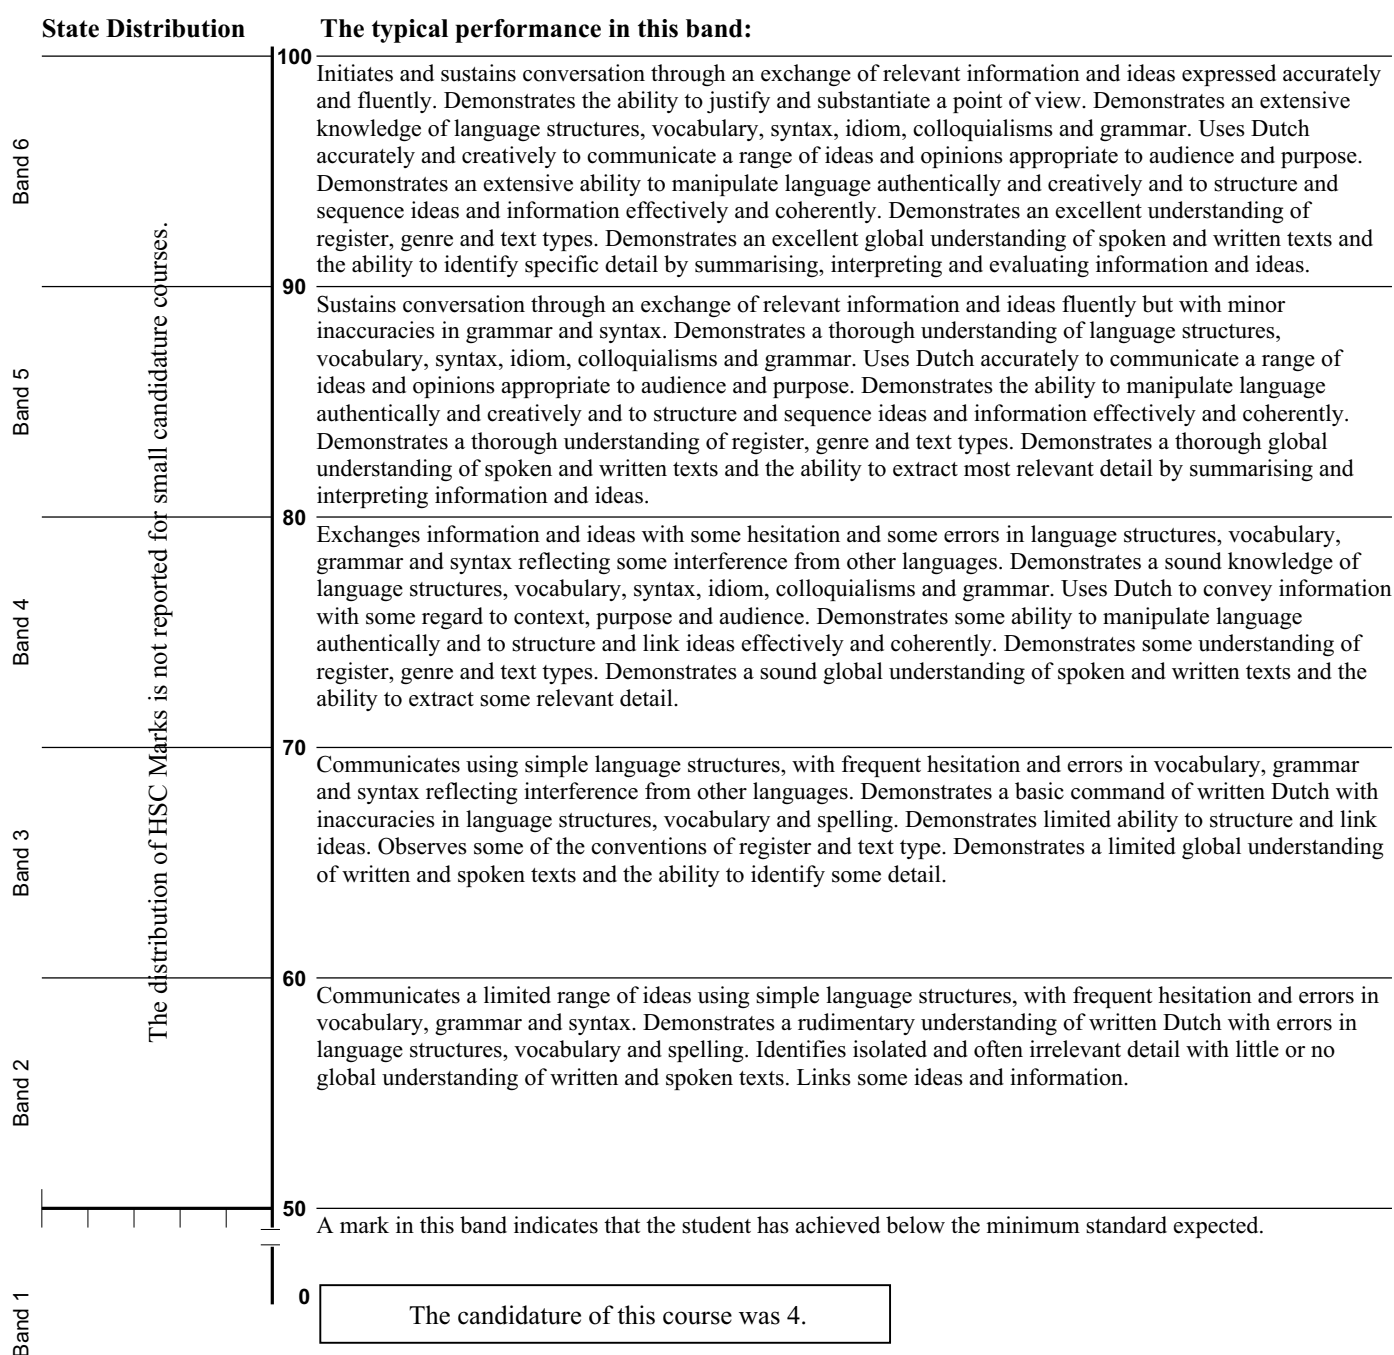 State Distribution
The typical performance in this band:
100
Band 6
Initiates and sustains conversation through an exchange of relevant information and ideas expressed accurately
and fluently. Demonstrates the ability to justify and substantiate a point of view. Demonstrates an extensive
knowledge of language structures, vocabulary, syntax, idiom, colloquialisms and grammar. Uses Dutch
accurately and creatively to communicate a range of ideas and opinions appropriate to audience and purpose.
Demonstrates an extensive ability to manipulate language authentically and creatively and to structure and
sequence ideas and information effectively and coherently. Demonstrates an excellent understanding of
register, genre and text types. Demonstrates an excellent global understanding of spoken and written texts and
the ability to identify specific detail by summarising, interpreting and evaluating information and ideas.
The distribution of HSC Marks is not reported for small candidature courses.
90
Band 5
Sustains conversation through an exchange of relevant information and ideas fluently but with minor
inaccuracies in grammar and syntax. Demonstrates a thorough understanding of language structures,
vocabulary, syntax, idiom, colloquialisms and grammar. Uses Dutch accurately to communicate a range of
ideas and opinions appropriate to audience and purpose. Demonstrates the ability to manipulate language
authentically and creatively and to structure and sequence ideas and information effectively and coherently.
Demonstrates a thorough understanding of register, genre and text types. Demonstrates a thorough global
understanding of spoken and written texts and the ability to extract most relevant detail by summarising and
interpreting information and ideas.
80
Band 4
Exchanges information and ideas with some hesitation and some errors in language structures, vocabulary,
grammar and syntax reflecting some interference from other languages. Demonstrates a sound knowledge of
language structures, vocabulary, syntax, idiom, colloquialisms and grammar. Uses Dutch to convey information
with some regard to context, purpose and audience. Demonstrates some ability to manipulate language
authentically and to structure and link ideas effectively and coherently. Demonstrates some understanding of
register, genre and text types. Demonstrates a sound global understanding of spoken and written texts and the
ability to extract some relevant detail.
70
Band 3
Communicates using simple language structures, with frequent hesitation and errors in vocabulary, grammar
and syntax reflecting interference from other languages. Demonstrates a basic command of written Dutch with
inaccuracies in language structures, vocabulary and spelling. Demonstrates limited ability to structure and link
ideas. Observes some of the conventions of register and text type. Demonstrates a limited global understanding
of written and spoken texts and the ability to identify some detail.
60
Band 2
Communicates a limited range of ideas using simple language structures, with frequent hesitation and errors in
vocabulary, grammar and syntax. Demonstrates a rudimentary understanding of written Dutch with errors in
language structures, vocabulary and spelling. Identifies isolated and often irrelevant detail with little or no
global understanding of written and spoken texts. Links some ideas and information.
50
A mark in this band indicates that the student has achieved below the minimum standard expected.
Band 1
0
The candidature of this course was 4.